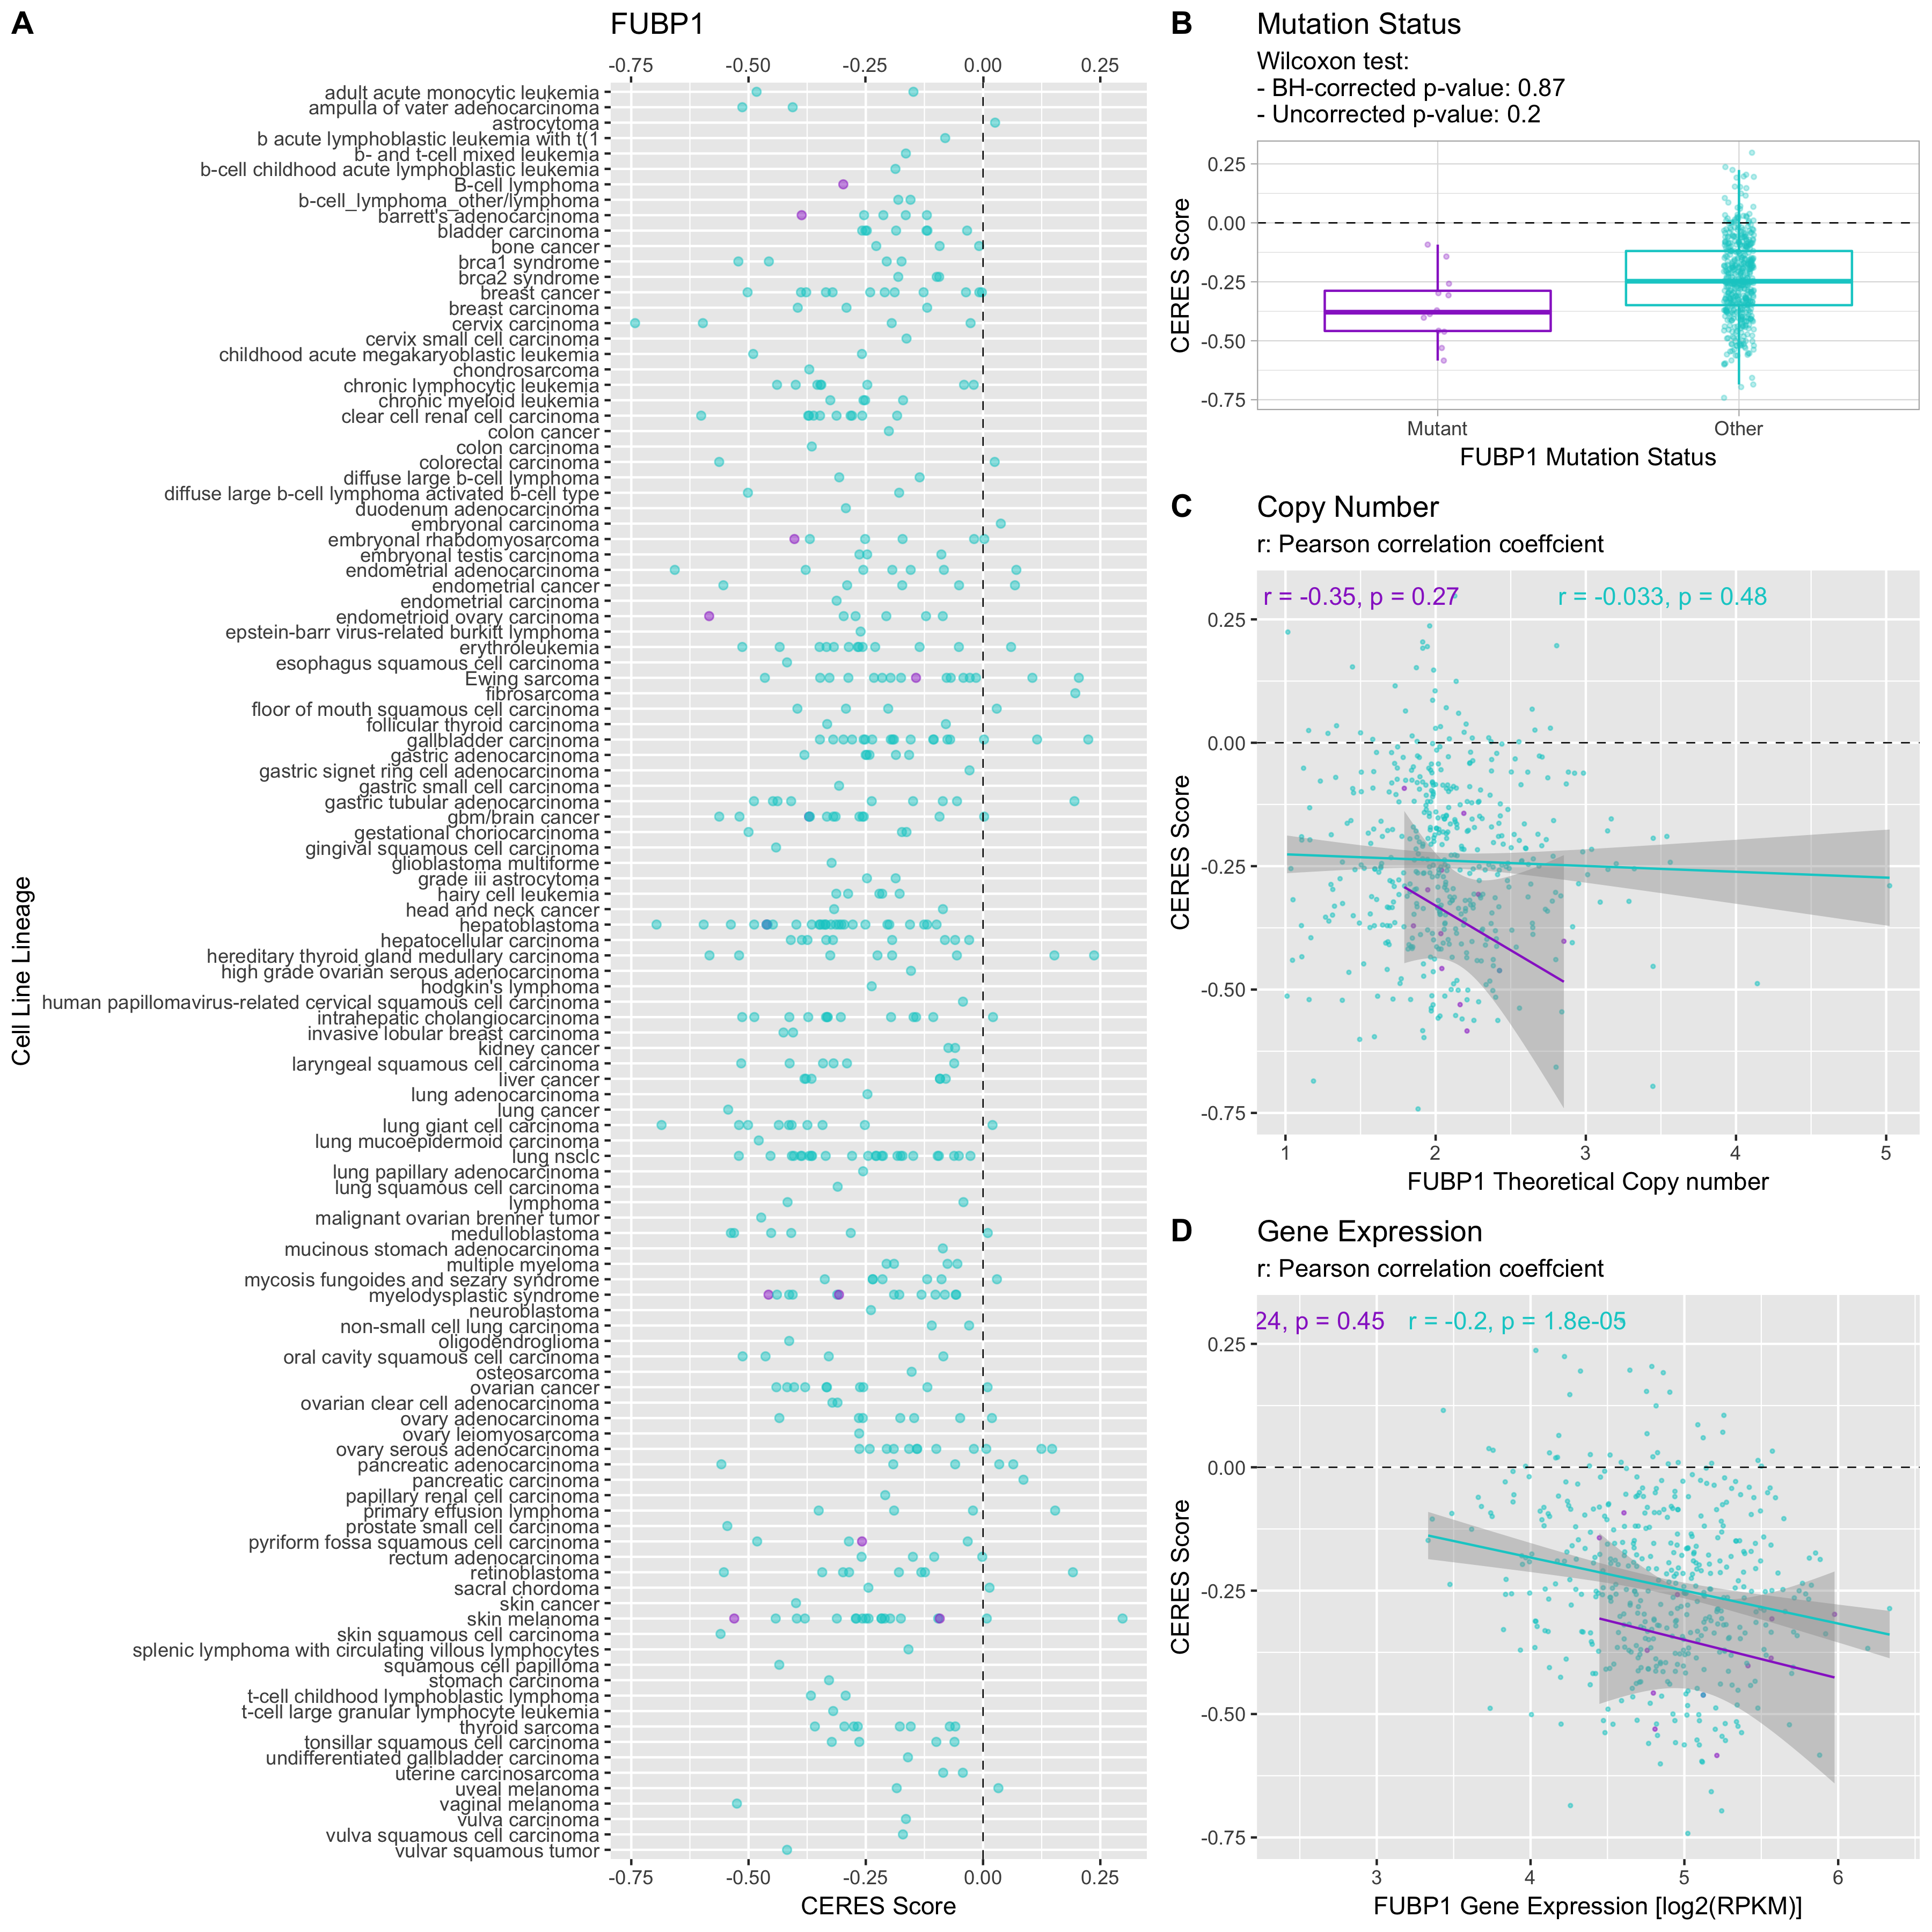 A
FUBP1
-0.75 -0.50 -0.25 0.00 0.25
Cell Line Lineage
adult acute monocytic leukemia
ampulla of vater adenocarcinoma
astrocytoma
b acute lymphoblastic leukemia with t(1
b- and t-cell mixed leukemia
b-cell childhood acute lymphoblastic leukemia
B-cell lymphoma
b-cell_lymphoma_other/lymphoma
barrett's adenocarcinoma
bladder carcinoma
bone cancer
brca1 syndrome
brca2 syndrome
breast cancer
breast carcinoma
cervix carcinoma
cervix small cell carcinoma
childhood acute megakaryoblastic leukemia
chondrosarcoma
chronic lymphocytic leukemia
chronic myeloid leukemia
clear cell renal cell carcinoma
colon cancer
colon carcinoma
colorectal carcinoma
diffuse large b-cell lymphoma
diffuse large b-cell lymphoma activated b-cell type
duodenum adenocarcinoma
embryonal carcinoma
embryonal rhabdomyosarcoma
embryonal testis carcinoma
endometrial adenocarcinoma
endometrial cancer
endometrial carcinoma
endometrioid ovary carcinoma
epstein-barr virus-related burkitt lymphoma
erythroleukemia
esophagus squamous cell carcinoma
Ewing sarcoma
fibrosarcoma
floor of mouth squamous cell carcinoma
follicular thyroid carcinoma
gallbladder carcinoma
gastric adenocarcinoma
gastric signet ring cell adenocarcinoma
gastric small cell carcinoma
gastric tubular adenocarcinoma
gbm/brain cancer
gestational choriocarcinoma
gingival squamous cell carcinoma
glioblastoma multiforme
grade iii astrocytoma
hairy cell leukemia
head and neck cancer
hepatoblastoma
hepatocellular carcinoma
hereditary thyroid gland medullary carcinoma
high grade ovarian serous adenocarcinoma
hodgkin's lymphoma
human papillomavirus-related cervical squamous cell carcinoma
intrahepatic cholangiocarcinoma
invasive lobular breast carcinoma
kidney cancer
laryngeal squamous cell carcinoma
liver cancer
lung adenocarcinoma
lung cancer
lung giant cell carcinoma
lung mucoepidermoid carcinoma
lung nsclc
lung papillary adenocarcinoma
lung squamous cell carcinoma
lymphoma
malignant ovarian brenner tumor
medulloblastoma
mucinous stomach adenocarcinoma
multiple myeloma
mycosis fungoides and sezary syndrome
myelodysplastic syndrome
neuroblastoma
non-small cell lung carcinoma
oligodendroglioma
oral cavity squamous cell carcinoma
osteosarcoma
ovarian cancer
ovarian clear cell adenocarcinoma
ovary adenocarcinoma
ovary leiomyosarcoma
ovary serous adenocarcinoma
pancreatic adenocarcinoma
pancreatic carcinoma
papillary renal cell carcinoma
primary effusion lymphoma
prostate small cell carcinoma
pyriform fossa squamous cell carcinoma
rectum adenocarcinoma
retinoblastoma
sacral chordoma
skin cancer
skin melanoma
skin squamous cell carcinoma
splenic lymphoma with circulating villous lymphocytes
squamous cell papilloma
stomach carcinoma
t-cell childhood lymphoblastic lymphoma
t-cell large granular lymphocyte leukemia
thyroid sarcoma
tonsillar squamous cell carcinoma
undifferentiated gallbladder carcinoma
uterine carcinosarcoma
uveal melanoma
vaginal melanoma
vulva carcinoma
vulva squamous cell carcinoma
vulvar squamous tumor
-0.75 -0.50 -0.25 0.00 0.25
CERES Score
B
Mutation Status
Wilcoxon test:
- BH-corrected p-value: 0.87
- Uncorrected p-value: 0.2
CERES Score
0.25
0.00
-0.25
-0.50
-0.75
Mutant Other
FUBP1 Mutation Status
C
Copy Number
r: Pearson correlation coeffcient
r = -0.35, p = 0.27 r = -0.033, p = 0.48
CERES Score
0.25
0.00
-0.25
-0.50
-0.75
1 2 3 4 5
FUBP1 Theoretical Copy number
D
Gene Expression
r: Pearson correlation coeffcient
24, p = 0.45 r = -0.2, p = 1.8e-05
CERES Score
0.25
0.00
-0.25
-0.50
-0.75
3 4 5 6
FUBP1 Gene Expression [log2(RPKM)]